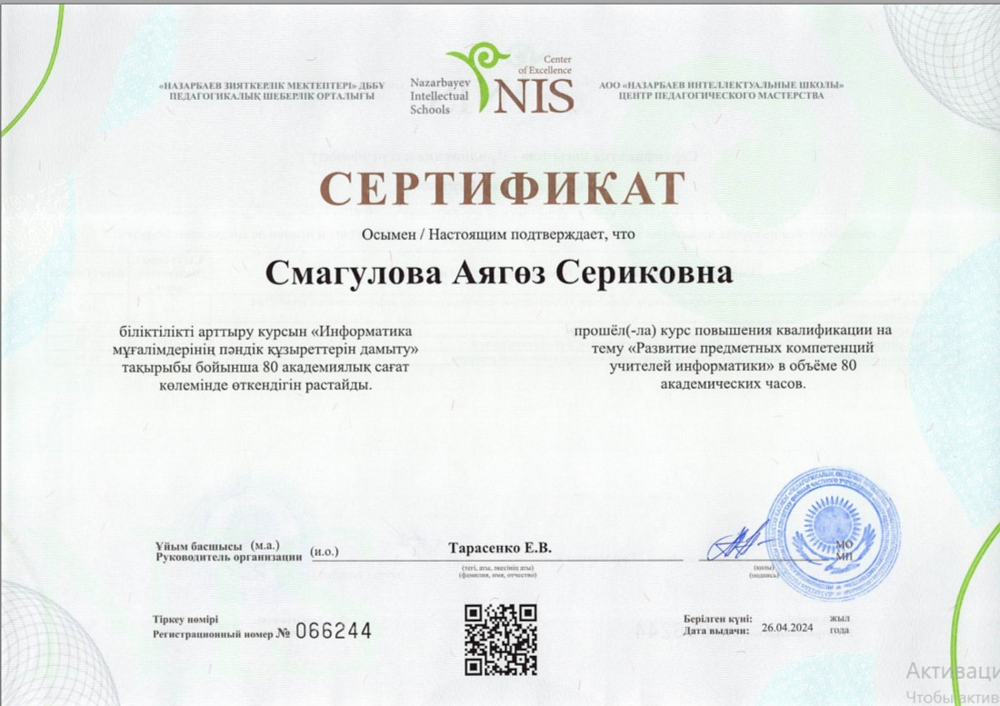 «НАЗАРБАЕВ ЗИЯТКЕРЛІК МЕКТЕПТЕРІ» ДББҰ
ПЕДАГОГИКАЛЫҚ ШЕБЕРЛІК ОРТАЛЫҒЫ
Nazarbayev
Intellectual
Schools
Center
of Excellence
NIS
АОО «НАЗАРБАЕВ ИНТЕЛЛЕКТУАЛЬНЫЕ ШКОЛЫ»
ЦЕНТР ПЕДАГОГИЧЕСКОГО МАСТЕРСТВА
СЕРТИФИКАТ
Осымен / Настоящим подтверждает, что
Смагулова Аягөз Сериковна
біліктілікті арттыру курсын «Информатика
мұғалімдерінің пәндік құзыреттерін дамыту»
тақырыбы бойынша 80 академиялық сағат
көлемінде өткендігін растайды.
прошёл(-ла) курс повышения квалификации на
тему «Развитие предметных компетенций
учителей информатики» в объёме 80
академических часов.
Ұйым басшысы (м.а.)
Руководитель организации (и.о.)
Тарасенко Е.В.
(тегі, аты, әкесінің аты)
(фамилия, имя, отчество)
(қолы)
(подпись)
МО
МП
Тіркеу нөмірі
Регистрационный номер № 066244
Берілген күні:
Дата выдачи:
26.04.2024
жыл
года
Активаци
Чтобы актив